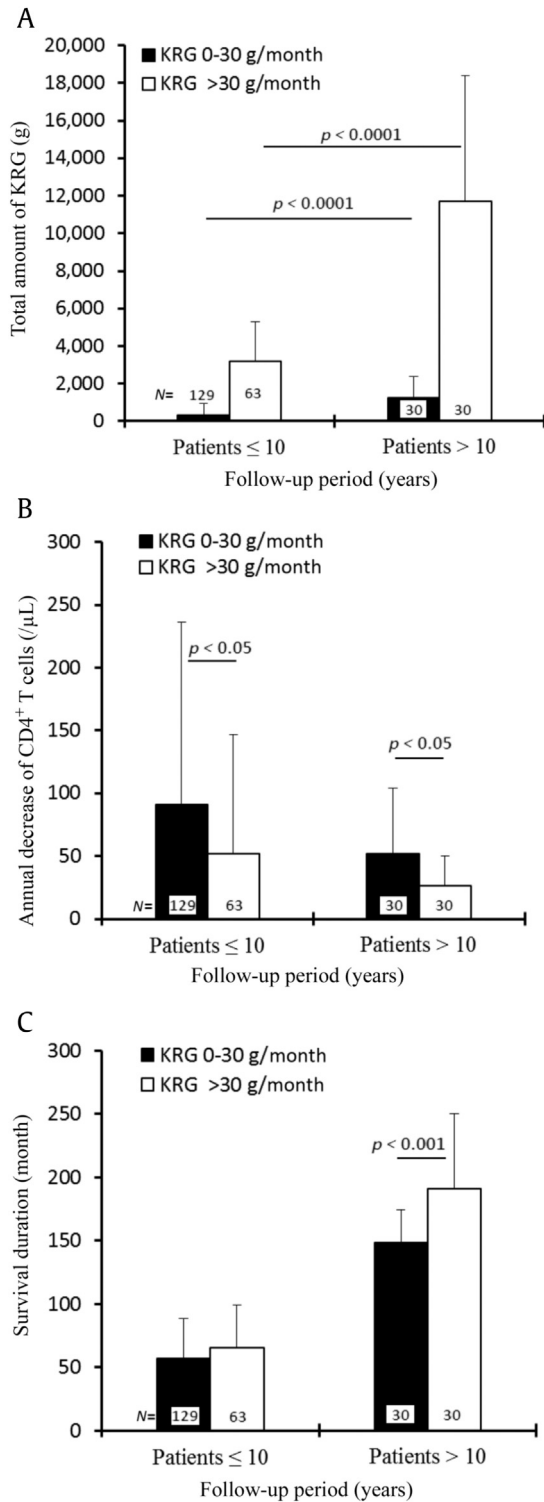 A
Total amount of KRG (g)
20,000
18,000
16,000
14,000
12,000
10,000
8,000
6,000
4,000
2,000
0
KRG 0-30 g/month
KRG >30 g/month
p < 0.0001
p < 0.0001
N= 129 63 30 30
Patients ≤ 10 Patients > 10
Follow-up period (years)
B
Annual decrease of CD4⁺ T cells (/µL)
300
250
200
150
100
50
0
KRG 0-30 g/month
KRG >30 g/month
p < 0.05
p < 0.05
N= 129 63 30 30
Patients ≤ 10 Patients > 10
Follow-up period (years)
C
Survival duration (month)
300
250
200
150
100
50
0
KRG 0-30 g/month
KRG >30 g/month
p < 0.001
N= 129 63 30 30
Patients ≤ 10 Patients > 10
Follow-up period (years)